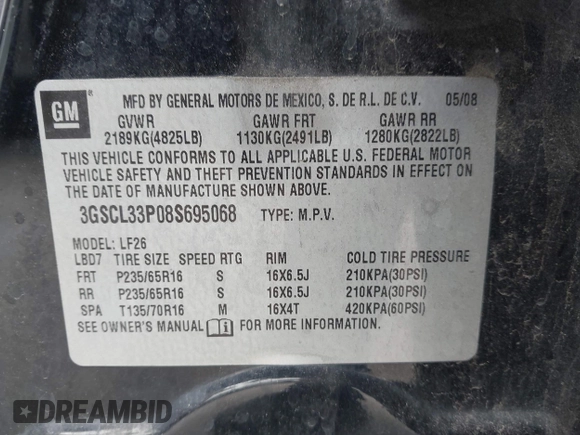 GM
MFD BY GENERAL MOTORS DE MEXICO, S. DE R.L. DE C.V. 05/08
GVWR GAWR FRT GAWR RR
2189KG(4825LB) 1130KG(2491LB) 1280KG(2822LB)
THIS VEHICLE CONFORMS TO ALL APPLICABLE U.S. FEDERAL MOTOR
VEHICLE SAFETY AND THEFT PREVENTION STANDARDS IN EFFECT ON
THE DATE OF MANUFACTURE SHOWN ABOVE.
3GSCL33P08S695068 TYPE: M.P.V.
MODEL: LF26
LBD7 TIRE SIZE SPEED RTG RIM COLD TIRE PRESSURE
FRT P235/65R16 S 16X6.5J 210KPA(30PSI)
RR P235/65R16 S 16X6.5J 210KPA(30PSI)
SPA T135/70R16 M 16X4T 420KPA(60PSI)
SEE OWNER'S MANUAL FOR MORE INFORMATION.
DREAMBID